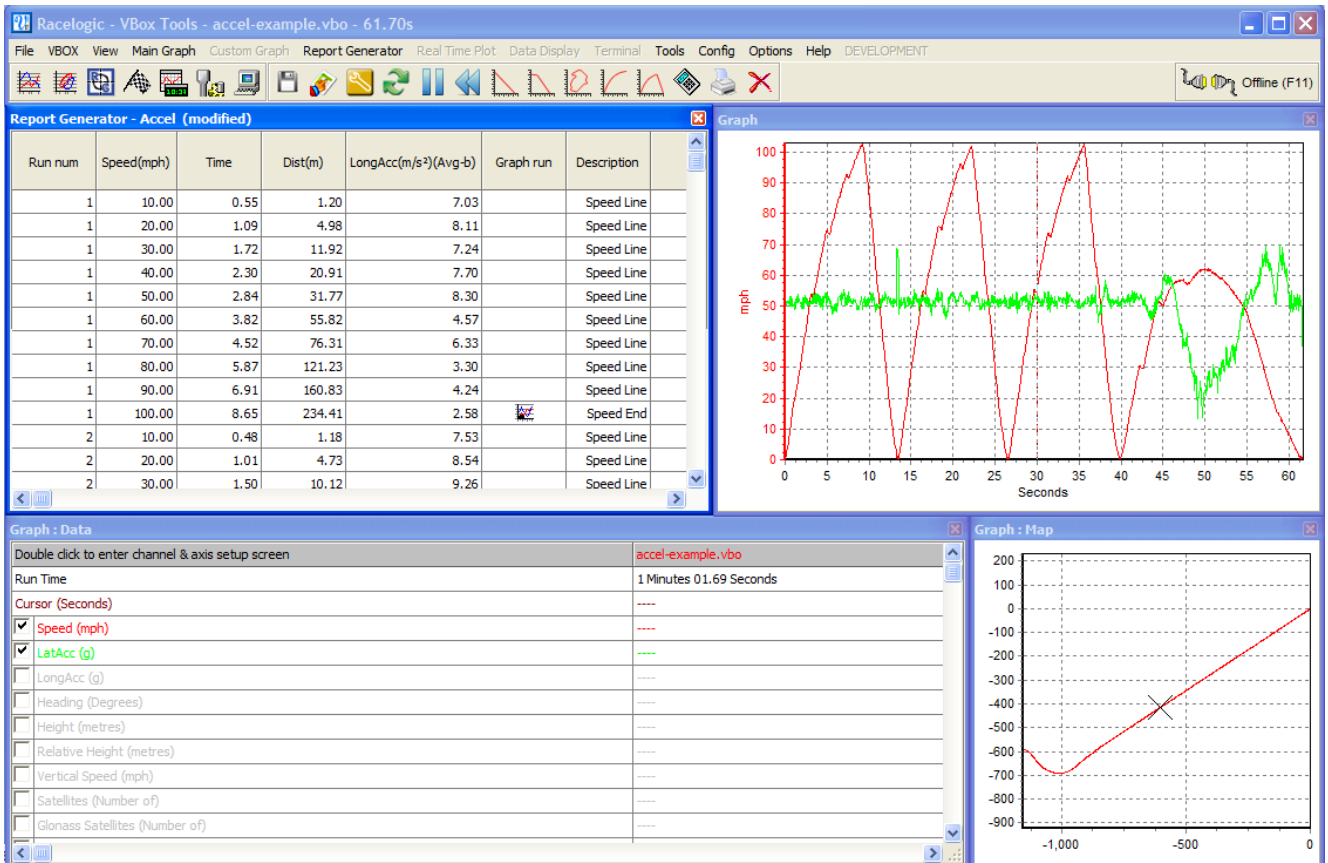 Racelogic - VBox Tools - accel-example.vbo - 61.70s
File VBOX View Main Graph Custom Graph Report Generator Real Time Plot Data Display Terminal Tools Config Options Help DEVELOPMENT
Offline (F11)
Report Generator - Accel (modified)
Run num Speed(mph) Time Dist(m) LongAcc(m/s²)(Avg-b) Graph run Description
1 10.00 0.55 1.20 7.03 Speed Line
1 20.00 1.09 4.98 8.11 Speed Line
1 30.00 1.72 11.92 7.24 Speed Line
1 40.00 2.30 20.91 7.70 Speed Line
1 50.00 2.84 31.77 8.30 Speed Line
1 60.00 3.82 55.82 4.57 Speed Line
1 70.00 4.52 76.31 6.33 Speed Line
1 80.00 5.87 121.23 3.30 Speed Line
1 90.00 6.91 160.83 4.24 Speed Line
1 100.00 8.65 234.41 2.58 Speed End
2 10.00 0.48 1.18 7.53 Speed Line
2 20.00 1.01 4.73 8.54 Speed Line
2 30.00 1.50 10.12 9.26 Speed Line
Graph
100
90
80
70
60
50
40
30
20
10
0
mph
0 5 10 15 20 25 30 35 40 45 50 55 60
Seconds
Graph : Data
Double click to enter channel & axis setup screen accel-example.vbo
Run Time 1 Minutes 01.69 Seconds
Cursor (Seconds) ----
Speed (mph) ----
LatAcc (g) ----
LongAcc (g) ----
Heading (Degrees) ----
Height (metres) ----
Relative Height (metres) ----
Vertical Speed (mph) ----
Satellites (Number of) ----
Glonass Satellites (Number of) ----
Graph : Map
200
100
0
-100
-200
-300
-400
-500
-600
-700
-800
-900
-1,000 -500 0